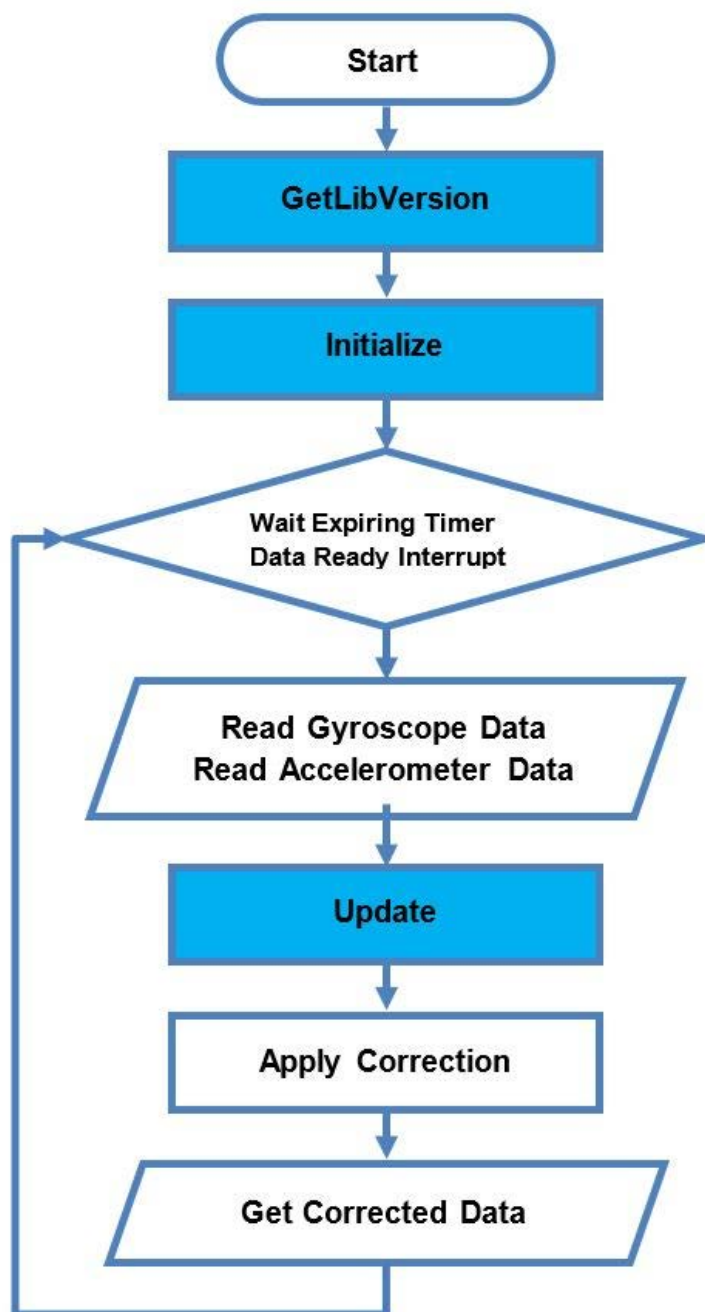 Start
GetLibVersion
Initialize
Wait Expiring Timer
Data Ready Interrupt
Read Gyroscope Data
Read Accelerometer Data
Update
Apply Correction
Get Corrected Data